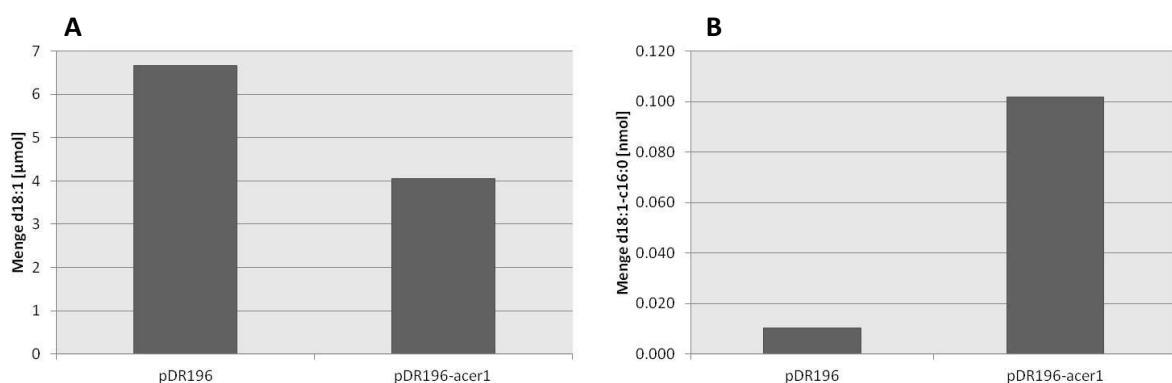 A
Menge d18:1 [µmol]
7
6
5
4
3
2
1
0
pDR196
pDR196-acer1
B
Menge d18:1-c16:0 [nmol]
0.120
0.100
0.080
0.060
0.040
0.020
0.000
pDR196
pDR196-acer1